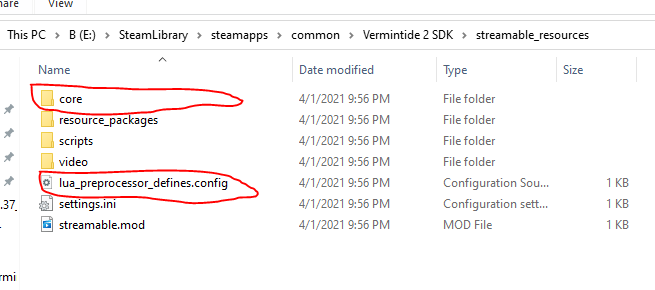 Share View
This PC > B (E:) > SteamLibrary > steamapps > common > Vermintide 2 SDK > streamable_resources
Name Date modified Type Size
core 4/1/2021 9:56 PM File folder
resource_packages 4/1/2021 9:56 PM File folder
scripts 4/1/2021 9:56 PM File folder
video 4/1/2021 9:56 PM File folder
lua_preprocessor_defines.config 4/1/2021 9:56 PM Configuration Sou... 1 KB
.37_ settings.ini 4/1/2021 9:56 PM Configuration sett... 1 KB
streamable.mod 4/1/2021 9:56 PM MOD File 1 KB
ermi